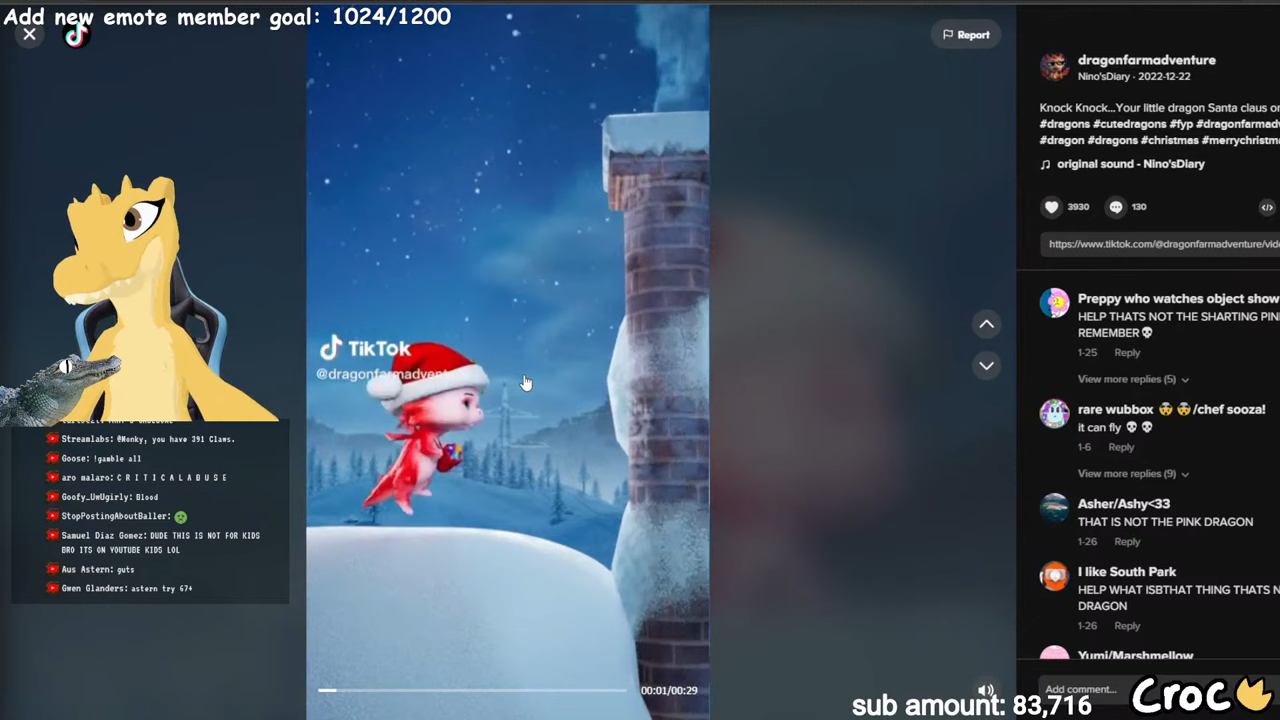 Add new emote member goal: 1024/1200
Report
TikTok
@dragonfarmadvent
00:01/00:29
Streamlabs: @Wonky, you have 391 Claws.
Goose: !gamble all
aro malaro: C R I T I C A L A B U S E
Goofy_UwUgirly: Blood
StopPostingAboutBaller:
Samuel Diaz Gomez: DUDE THIS IS NOT FOR KIDS
BRO ITS ON YOUTUBE KIDS LOL
Aus Astern: guts
Gwen Glanders: astern try 67+
dragonfarmadventure
Nino'sDiary · 2022-12-22
Knock Knock...Your little dragon Santa claus
#dragons #cutedragons #fyp #dragonfarmadv
#dragon #dragons #christmas #merrychristm
original sound - Nino'sDiary
3930
130
https://www.tiktok.com/@dragonfarmadventure/vid
Preppy who watches object show
HELP THATS NOT THE SHARTING PIN
REMEMBER💀
1-25 Reply
View more replies (5)
rare wubbox 🤯🤯/chef sooza!
it can fly 💀💀
1-6 Reply
View more replies (9)
Asher/Ashy<33
THAT IS NOT THE PINK DRAGON
1-26 Reply
I like South Park
HELP WHAT ISBTHAT THING THATS N
DRAGON
1-26 Reply
Yumi/Marshmellow
Add comment...
Croc
sub amount: 83,716